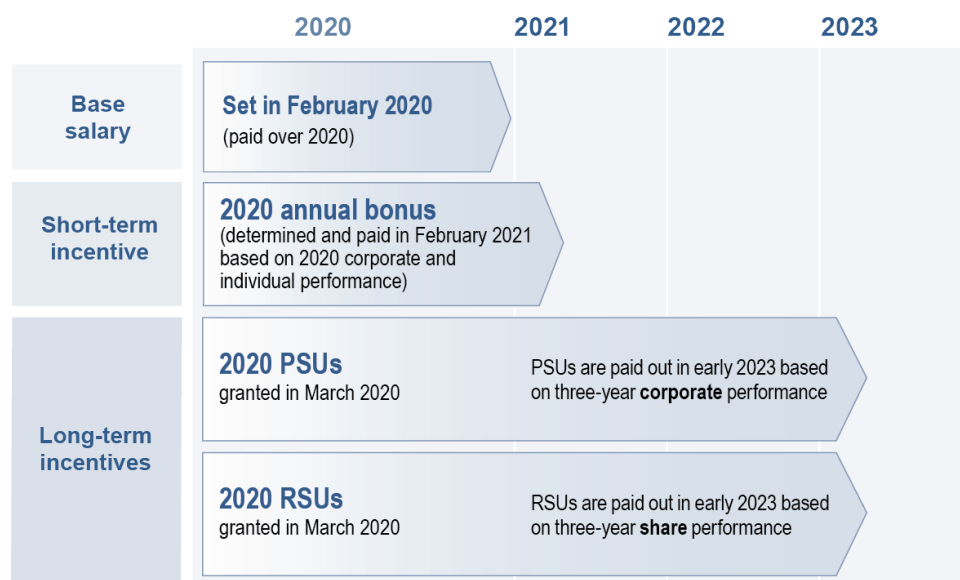 2020 2021 2022 2023
Base
salary
Set in February 2020
(paid over 2020)
Short-term
incentive
2020 annual bonus
(determined and paid in February 2021
based on 2020 corporate and
individual performance)
Long-term
incentives
2020 PSUs
granted in March 2020
PSUs are paid out in early 2023 based
on three-year corporate performance
2020 RSUs
granted in March 2020
RSUs are paid out in early 2023 based
on three-year share performance